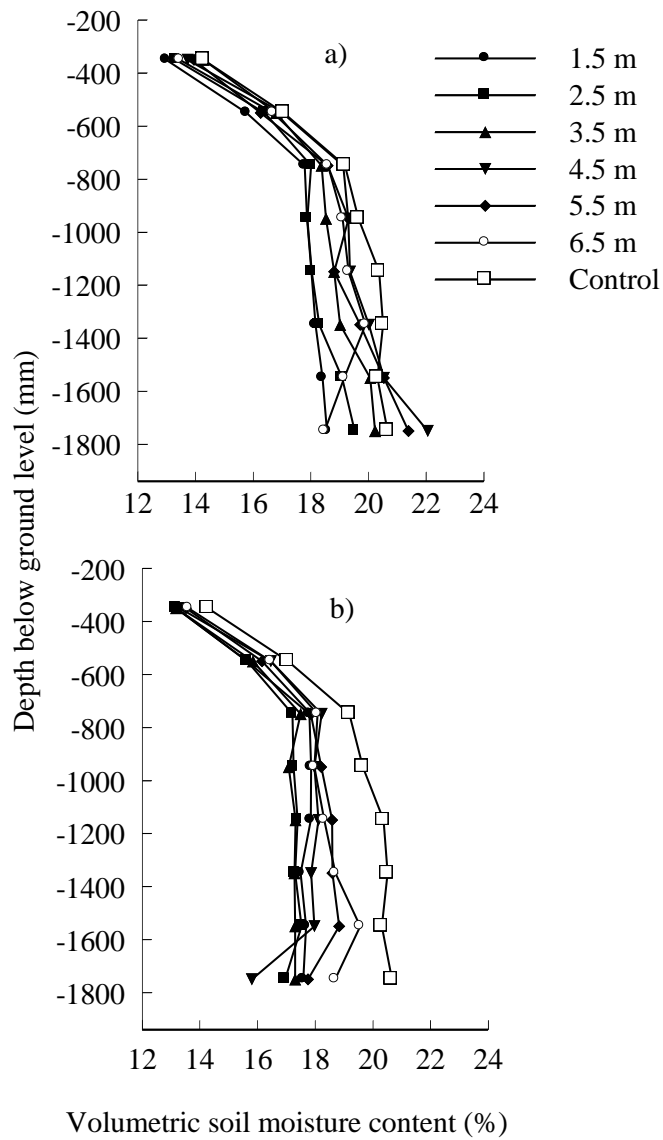 -200
a)
1.5 m
-400
2.5 m
-600
3.5 m
-800
4.5 m
-1000
5.5 m
-1200
6.5 m
-1400
Control
-1600
-1800
12 14 16 18 20 22 24
Depth below ground level (mm)
-200
b)
-400
-600
-800
-1000
-1200
-1400
-1600
-1800
12 14 16 18 20 22 24
Volumetric soil moisture content (%)